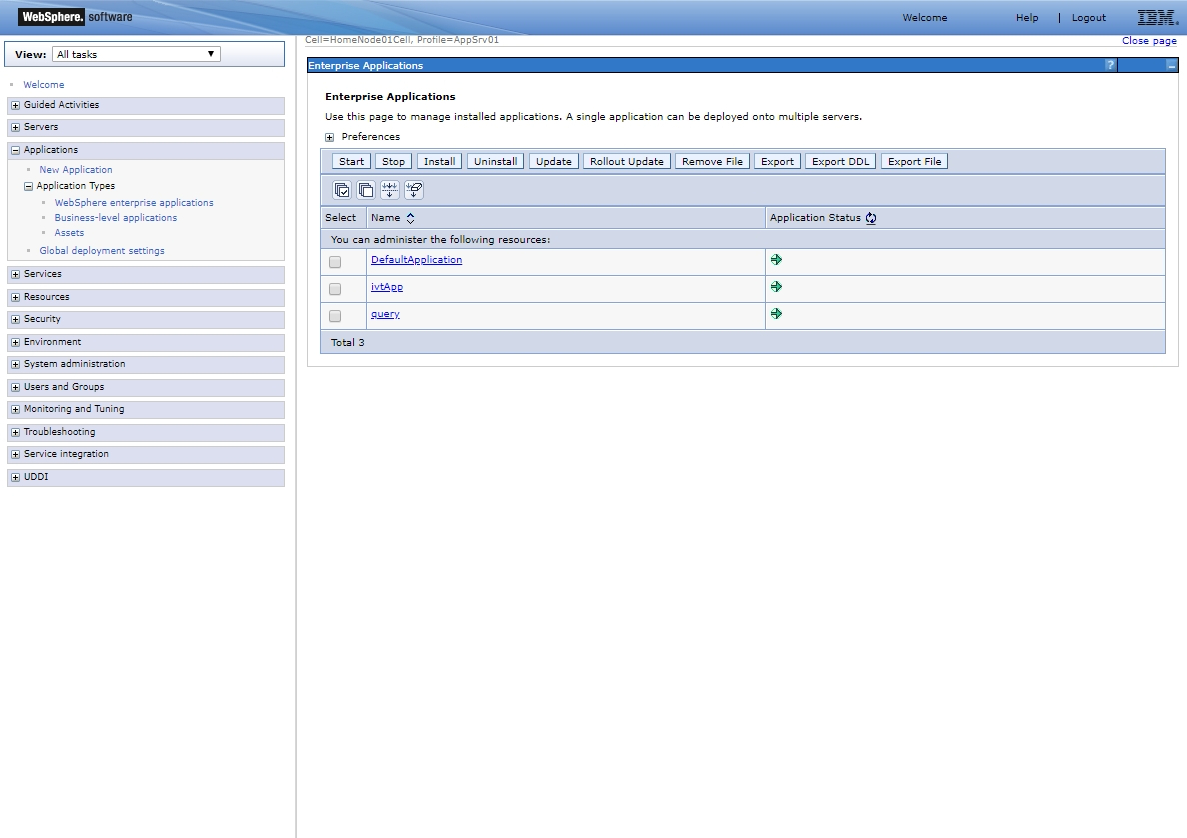 WebSphere. software
Welcome
Help | Logout
IBM.
View: All tasks
Welcome
Guided Activities
Servers
Applications
New Application
Application Types
WebSphere enterprise applications
Business-level applications
Assets
Global deployment settings
Services
Resources
Security
Environment
System administration
Users and Groups
Monitoring and Tuning
Troubleshooting
Service integration
UDDI
Cell=HomeNode01Cell, Profile=AppSrv01
Close page
Enterprise Applications
?
Enterprise Applications
Use this page to manage installed applications. A single application can be deployed onto multiple servers.
Preferences
Start Stop Install Uninstall Update Rollout Update Remove File Export Export DDL Export File
Select Name Application Status
You can administer the following resources:
DefaultApplication
ivtApp
query
Total 3